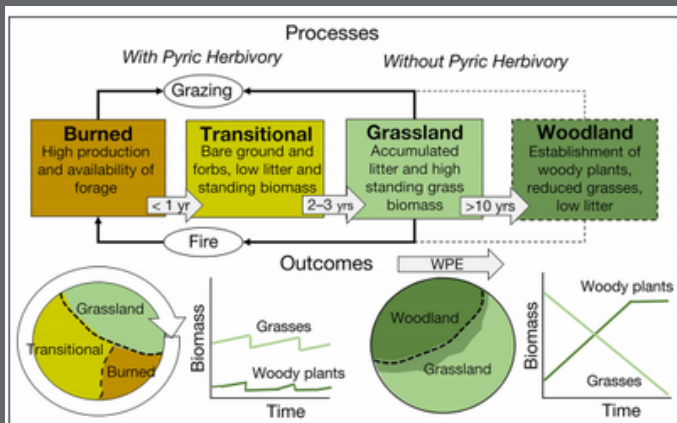 Processes
With Pyric Herbivory
Without Pyric Herbivory
Grazing
Burned
High production
and availability of
forage
Transitional
Bare ground and
forbs, low litter and
standing biomass
Grassland
Accumulated
litter and high
standing grass
biomass
Woodland
Establishment of
woody plants,
reduced grasses,
low litter
< 1 yr
2–3 yrs
>10 yrs
Fire
Outcomes
WPE
Grassland
Transitional
Burned
Biomass
Grasses
Woody plants
Time
Woodland
Grassland
Biomass
Woody plants
Grasses
Time